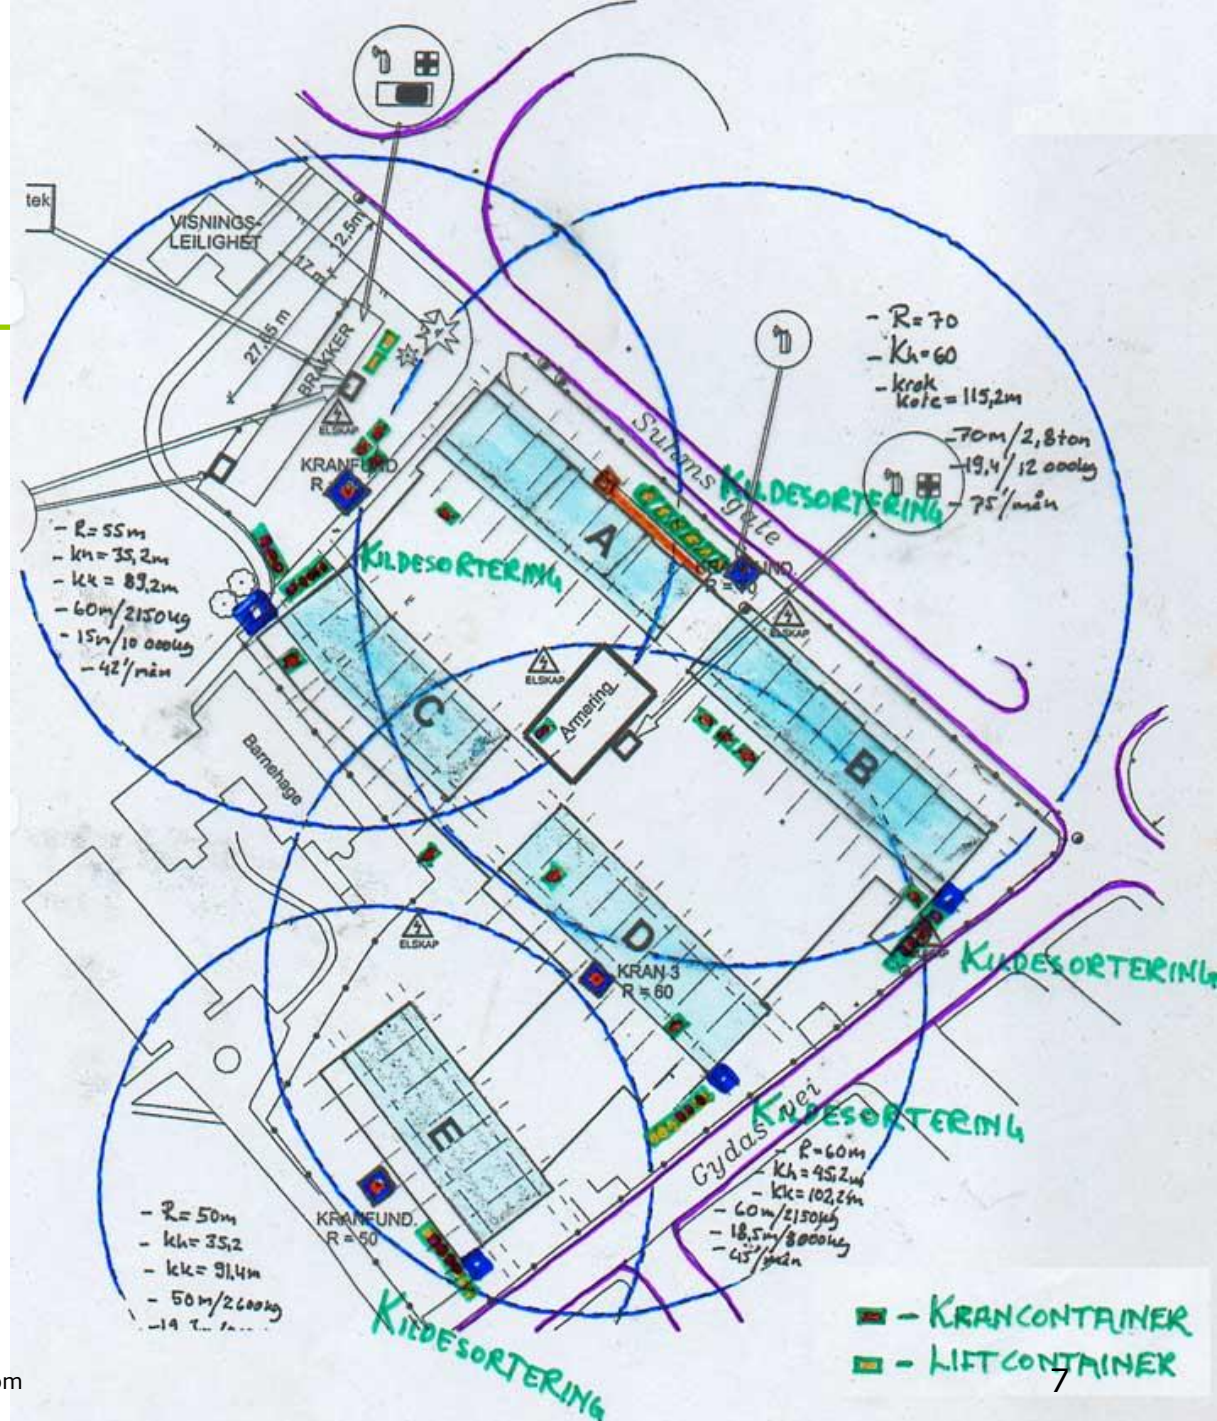 tek
VISNINGS-
LEILIGHET
12,5m
17 m
27,85 m
BRAKKER
ELSKAP
KRANFUND.
R
- R=55m
- kh=35,2m
- kk=89,2m
- 60m/2150kg
- 15m/10 000kg
- 42'/mån
KILDESORTERING
A
Surms gate
KILDESORTERING
- R=70
- Kh=60
- krok
kote=115,2m
- 70m/2,8ton
- 19,4/12 000kg
- 75'/mån
R =
ELSKAP
ELSKAP
Armering
C
B
Barnehage
ELSKAP
D
KRAN 3
R = 60
KILDESORTERING
E
KILDESORTERING
Gydas vei
- R=60m
- Kh=45,2m
- kk=102,2m
- 60m/2150kg
- 18,5m/8000kg
- 45'/mån
KRANFUND.
R = 50
- R=50m
- kh=35,2
- kk=91,4m
- 50m/2600kg
KILDESORTERING
- KRANCONTAINER
- LIFTCONTAINER
om
7